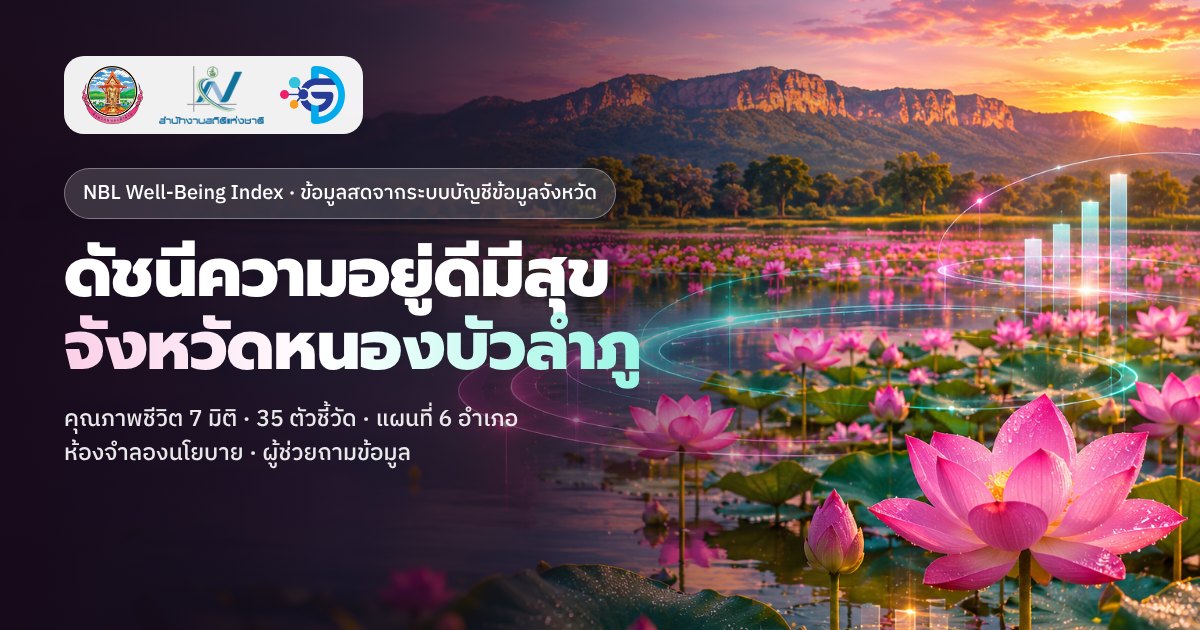 สำนักงานสถิติแห่งชาติ
NBL Well-Being Index · ข้อมูลสดจากระบบบัญชีข้อมูลจังหวัด
ดัชนีความอยู่ดีมีสุข
จังหวัดหนองบัวลำภู
คุณภาพชีวิต 7 มิติ · 35 ตัวชี้วัด · แผนที่ 6 อำเภอ
ห้องจำลองนโยบาย · ผู้ช่วยถามข้อมูล